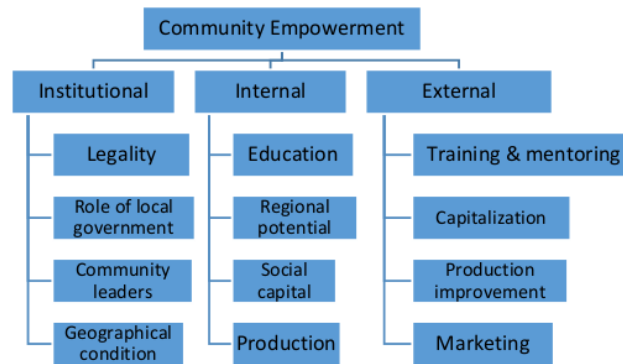 Community Empowerment
Institutional
Internal
External
Legality
Education
Training & mentoring
Role of local
government
Regional
potential
Capitalization
Community
leaders
Social
capital
Production
improvement
Geographical
condition
Production
Marketing